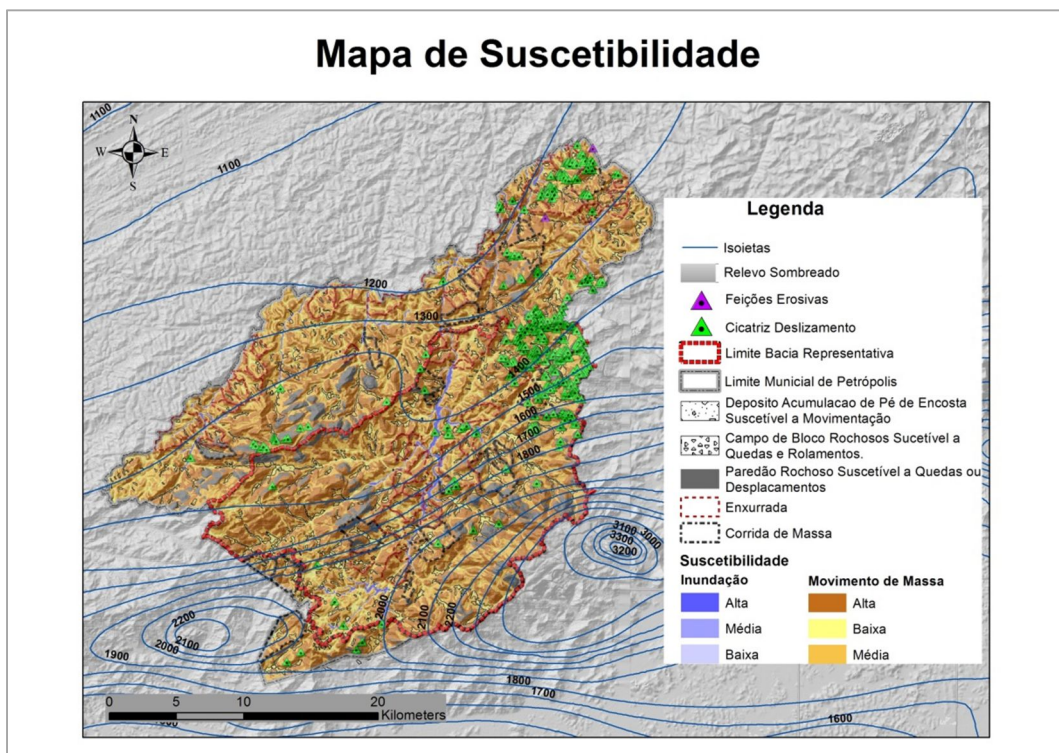 Mapa de Suscetibilidade
1100
1100
N
W E
S
1100
1200
1300
1400
1500
1600
1700
1800
3100
3000
3300
3200
2200
2100
2000
1900
2000
2100
2200
1800
1700
1600
0 5 10 20
Kilometers
Legenda
Isoietas
Relevo Sombreado
Feições Erosivas
Cicatriz Deslizamento
Limite Bacia Representativa
Limite Municial de Petrópolis
Deposito Acumulacao de Pé de Encosta
Suscetível a Movimentação
Campo de Bloco Rochosos Sucetível a
Quedas e Rolamentos.
Paredão Rochoso Suscetível a Quedas ou
Desplacamentos
Enxurrada
Corrida de Massa
Suscetibilidade
Inundação
Alta
Média
Baixa
Movimento de Massa
Alta
Baixa
Média